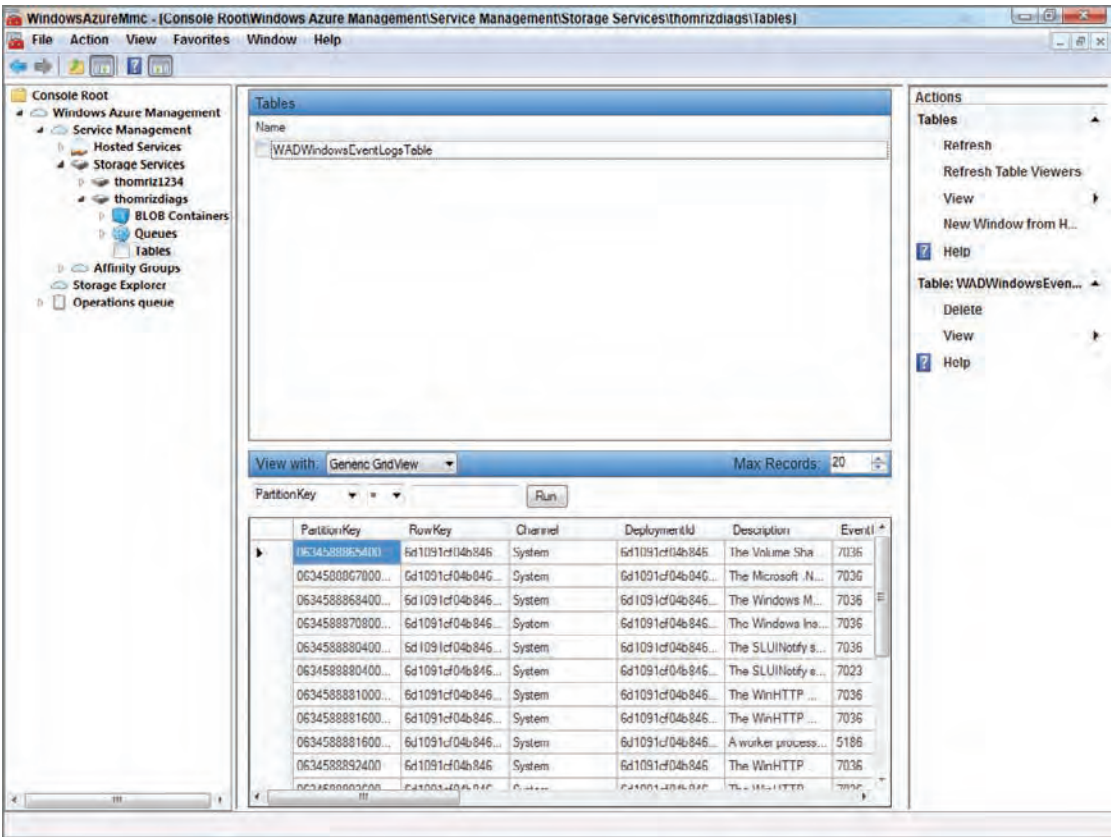 WindowsAzureMmc - [Console Root\Windows Azure Management\Service Management\Storage Services\thomrizdiags\Tables]
File Action View Favorites Window Help
Console Root
Windows Azure Management
Service Management
Hosted Services
Storage Services
thomriz1234
thomrizdiags
BLOB Containers
Queues
Tables
Affinity Groups
Storage Explorer
Operations queue
Tables
Name
WADWindowsEventLogsTable
View with: Generic GridView Max Records: 20
PartitionKey = Run
PartitionKey RowKey Channel DeploymentId Description EventI
0634588865400 6d1091cf04b846 System 6d1091cf04b846 The Volume Sha 7036
0634588867800... 6d1091cf04b846... System 6d1091cf04b846... The Microsoft .N... 7036
0634588868400... 6d1091cf04b846... System 6d1091cf04b846... The Windows M... 7036
0634588870800... 6d1091cf04b846... System 6d1091cf04b846... The Windows Ins... 7036
0634588880400... 6d1091cf04b846... System 6d1091cf04b846... The SLUINotify s... 7036
0634588880400... 6d1091cf04b846... System 6d1091cf04b846... The SLUINotify s... 7023
0634588881000... 6d1091cf04b846... System 6d1091cf04b846... The WinHTTP ... 7036
0634588881600... 6d1091cf04b846... System 6d1091cf04b846... The WinHTTP ... 7036
0634588881600... 6d1091cf04b846... System 6d1091cf04b846... A worker process... 5186
0634588892400 6d1091cf04b846 System 6d1091cf04b846 The WinHTTP 7036
Actions
Tables
Refresh
Refresh Table Viewers
View
New Window from H...
Help
Table: WADWindowsEven...
Delete
View
Help